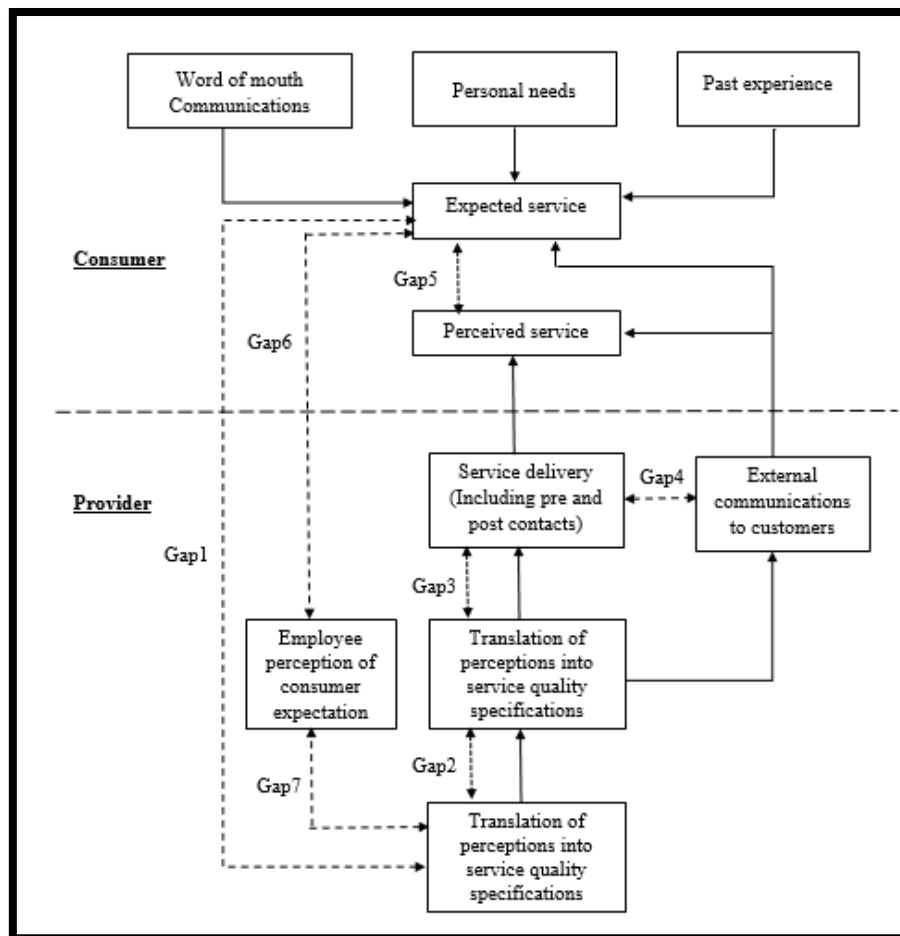 Word of mouth
Communications
Personal needs
Past experience
Expected service
Consumer
Gap5
Perceived service
Gap6
Service delivery
(Including pre and
post contacts)
Gap4
External
communications
to customers
Provider
Gap1
Gap3
Employee
perception of
consumer
expectation
Translation of
perceptions into
service quality
specifications
Gap2
Gap7
Translation of
perceptions into
service quality
specifications